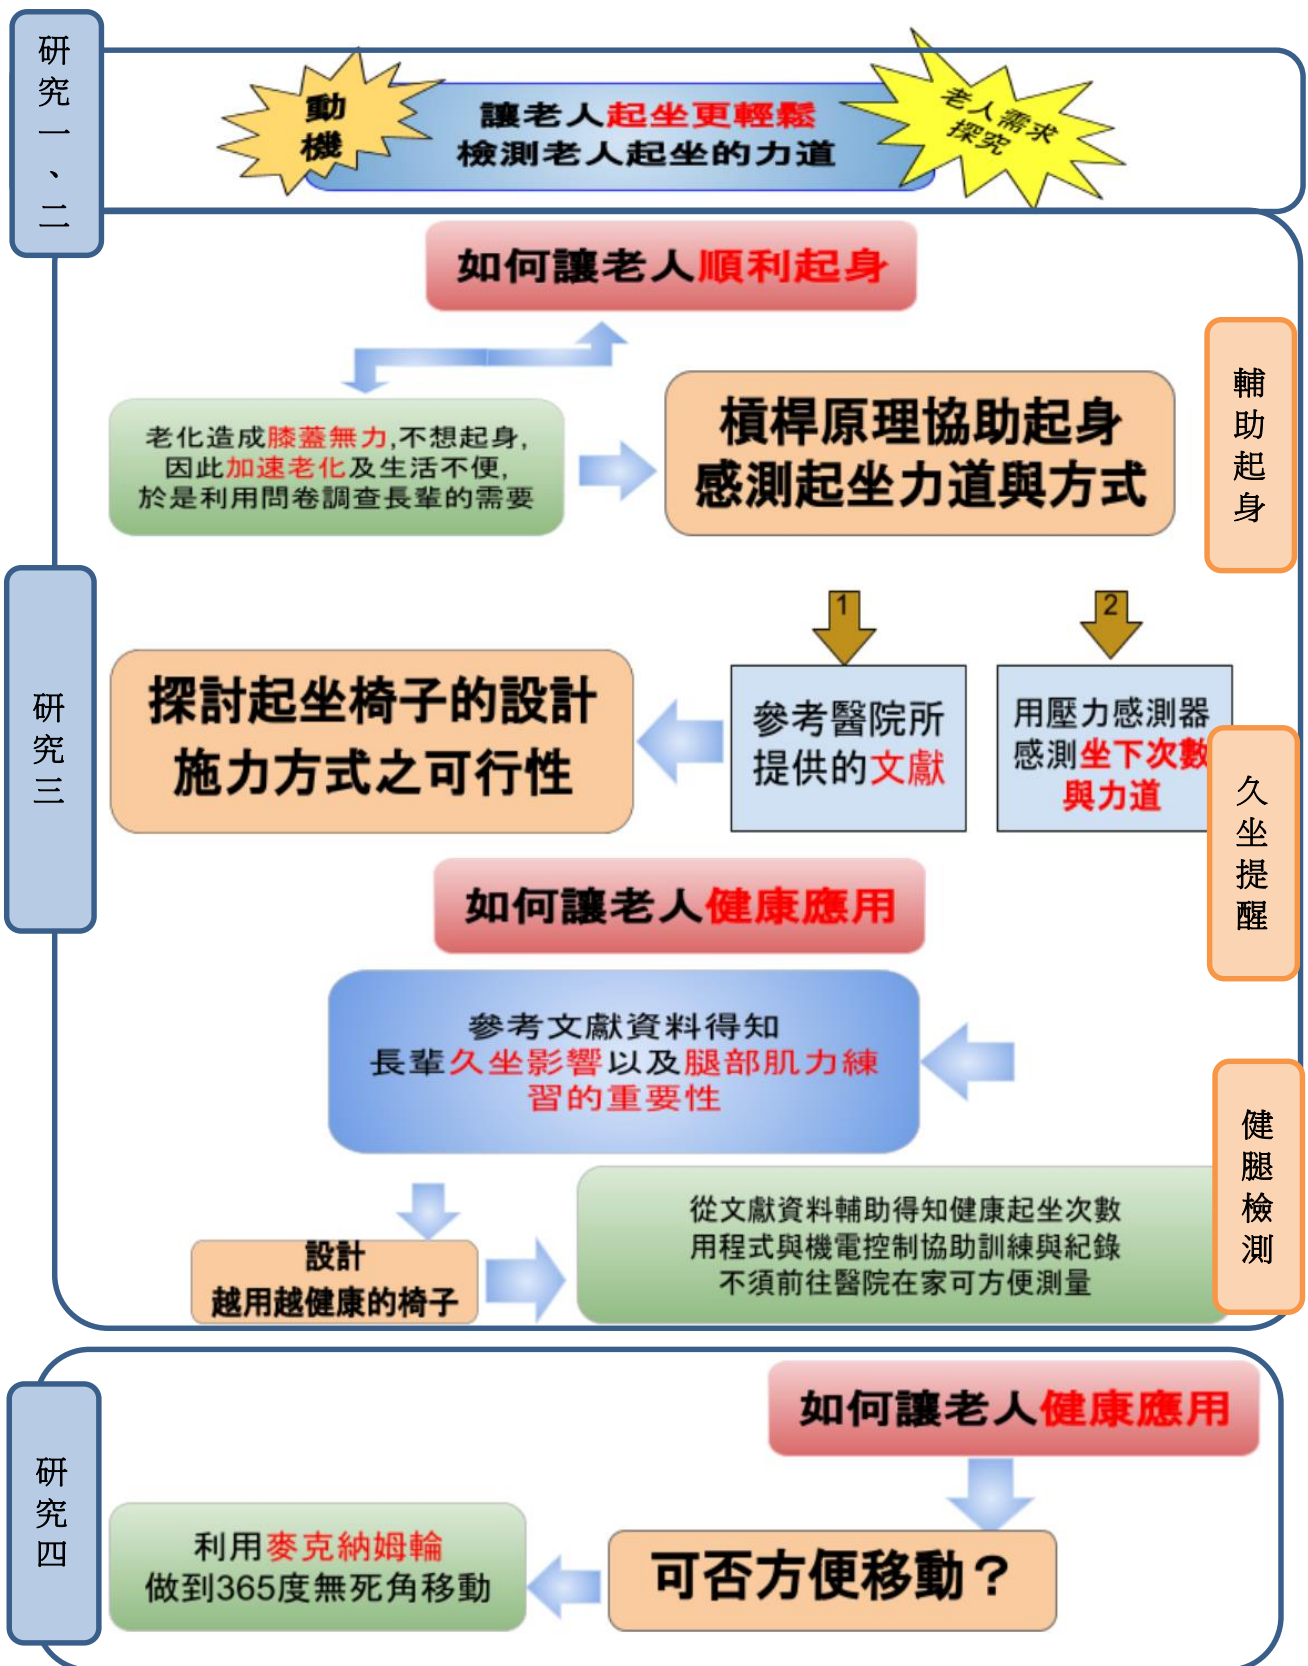 研究一、二
動
機
讓老人起坐更輕鬆
檢測老人起坐的力道
老人需求
探究
如何讓老人順利起身
輔助起身
老化造成膝蓋無力,不想起身,
因此加速老化及生活不便,
於是利用問卷調查長輩的需要
槓桿原理協助起身
感測起坐力道與方式
研究三
1
2
探討起坐椅子的設計
施力方式之可行性
參考醫院所
提供的文獻
用壓力感測器
感測坐下次數
與力道
久坐提醒
如何讓老人健康應用
參考文獻資料得知
長輩久坐影響以及腿部肌力練
習的重要性
健腿檢測
設計
越用越健康的椅子
從文獻資料輔助得知健康起坐次數
用程式與機電控制協助訓練與紀錄
不須前往醫院在家可方便測量
研究四
如何讓老人健康應用
可否方便移動？
利用麥克納姆輪
做到365度無死角移動